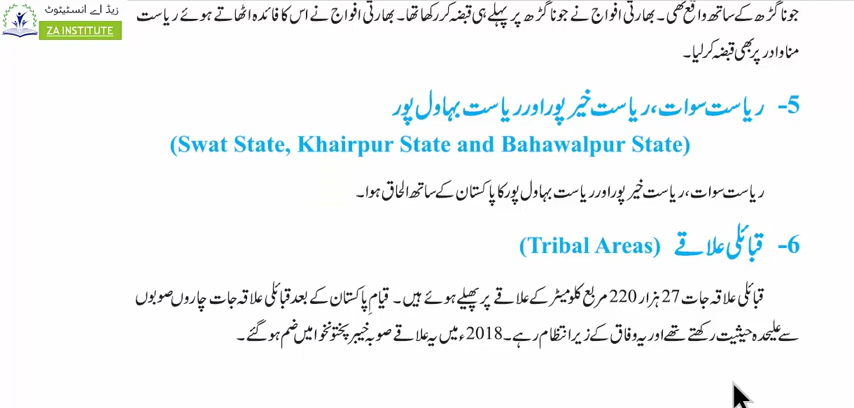 زیڈ اے انسٹیٹوٹ
ZA INSTITUTE
جوناگڑھ کے ساتھ واقع تھی۔ بھارتی افواج نے جوناگڑھ پر پہلے ہی قبضہ کر رکھا تھا۔ بھارتی افواج نے اس کا فائدہ اٹھاتے ہوئے ریاست
مناوادر پر بھی قبضہ کر لیا۔
5- ریاست سوات، ریاست خیرپور اور ریاست بہاول پور
(Swat State, Khairpur State and Bahawalpur State)
ریاست سوات، ریاست خیرپور اور ریاست بہاول پور کا پاکستان کے ساتھ الحاق ہوا۔
6- قبائلی علاقے (Tribal Areas)
قبائلی علاقہ جات 27 ہزار 220 مربع کلومیٹر کے علاقے پر پھیلے ہوئے ہیں۔ قیامِ پاکستان کے بعد قبائلی علاقہ جات چاروں صوبوں
سے علیحدہ حیثیت رکھتے تھے اور یہ وفاق کے زیر انتظام رہے۔ 2018ء میں یہ علاقے صوبہ خیبر پختونخوا میں ضم ہو گئے۔